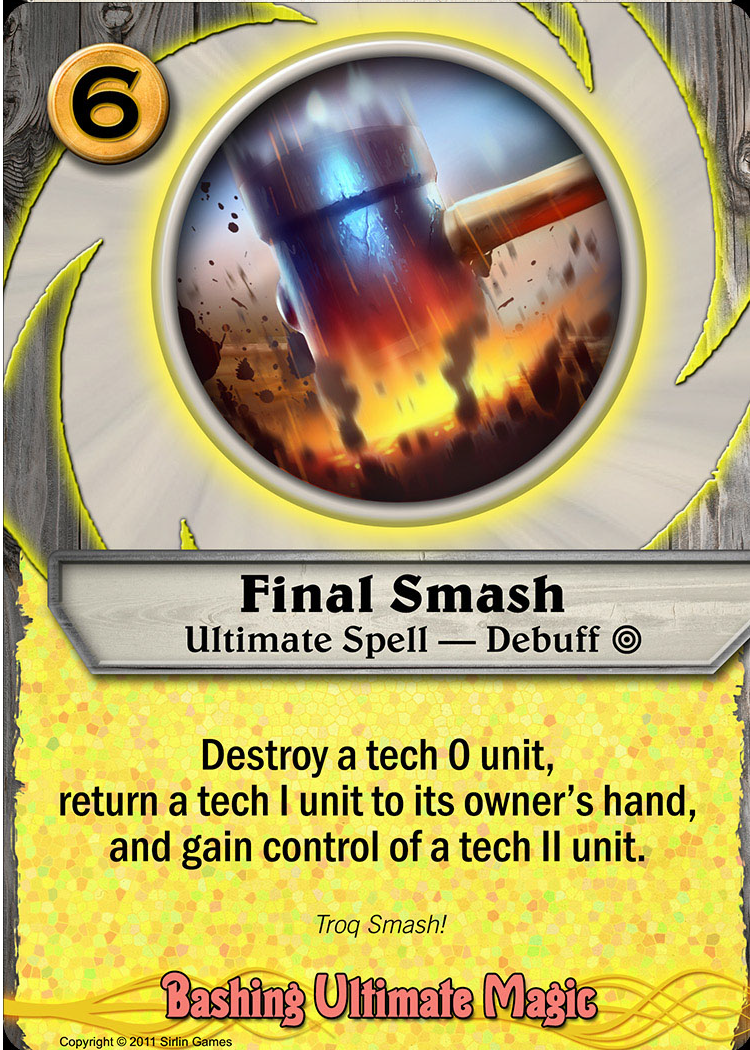 6
Final Smash
Ultimate Spell — Debuff ◎
Destroy a tech 0 unit,
return a tech I unit to its owner's hand,
and gain control of a tech II unit.
Troq Smash!
Bashing Ultimate Magic
Copyright © 2011 Sirlin Games